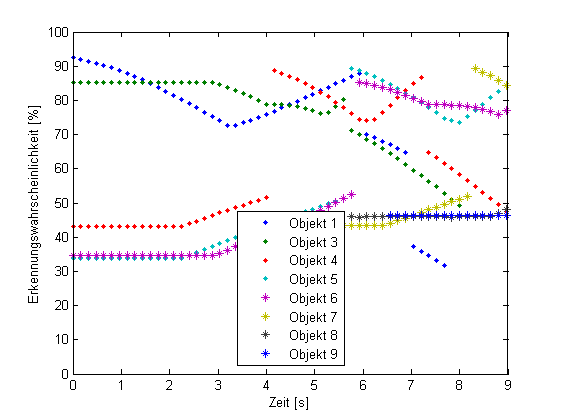 100
90
80
70
60
50
40
30
20
10
0
Erkennungswahrscheinlichkeit [%]
Objekt 1
Objekt 3
Objekt 4
Objekt 5
Objekt 6
Objekt 7
Objekt 8
Objekt 9
0 1 2 3 4 5 6 7 8 9
Zeit [s]